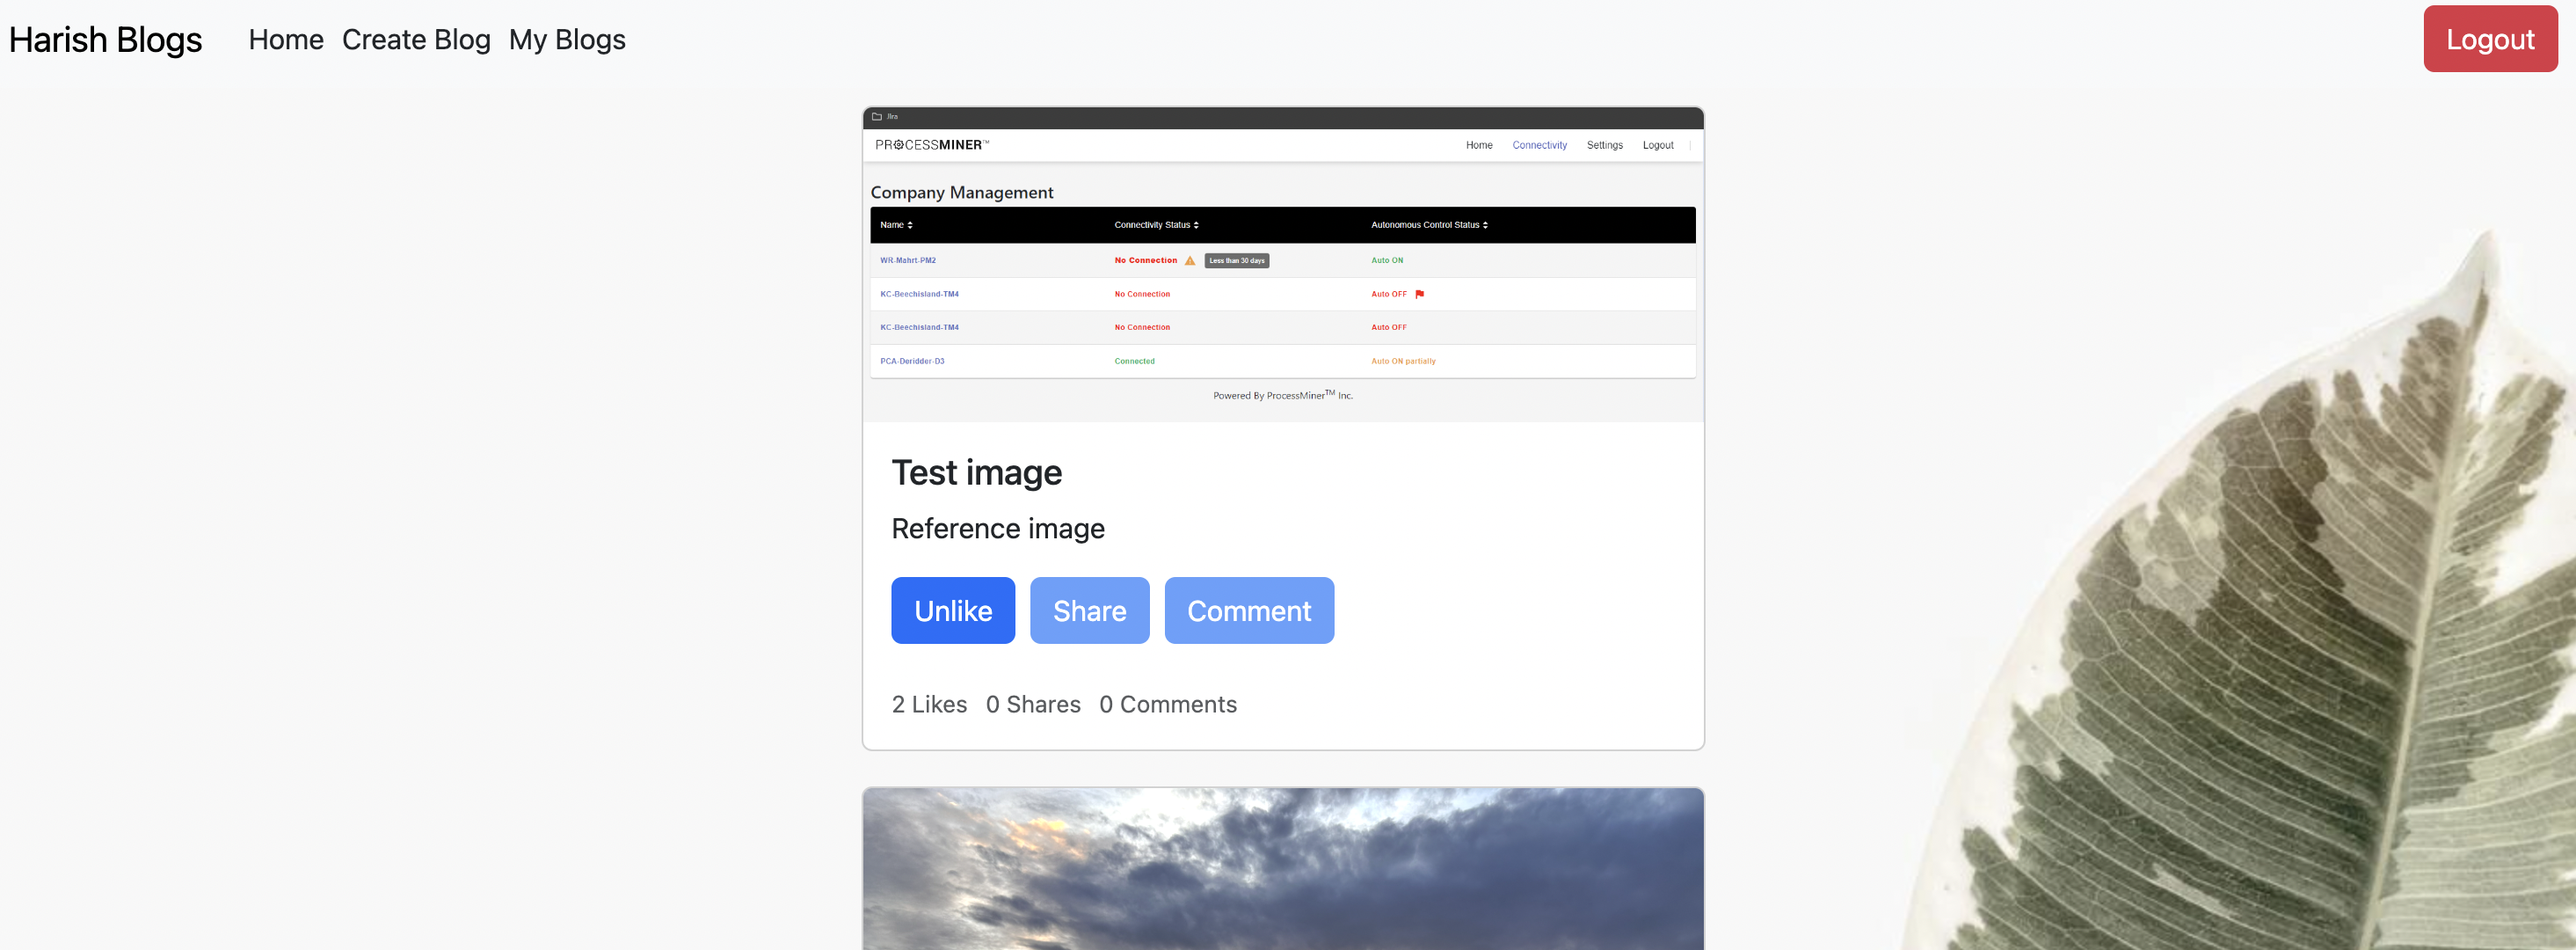 Harish Blogs Home Create Blog My Blogs Logout
Jira
PROCESSMINER™ Home Connectivity Settings Logout
Company Management
Name Connectivity Status Autonomous Control Status
WR-Mahrt-PM2 No Connection Less than 30 days Auto ON
KC-Beechisland-TM4 No Connection Auto OFF
KC-Beechisland-TM4 No Connection Auto OFF
PCA-Deridder-D3 Connected Auto ON partially
Powered By ProcessMiner™ Inc.
Test image
Reference image
Unlike Share Comment
2 Likes 0 Shares 0 Comments